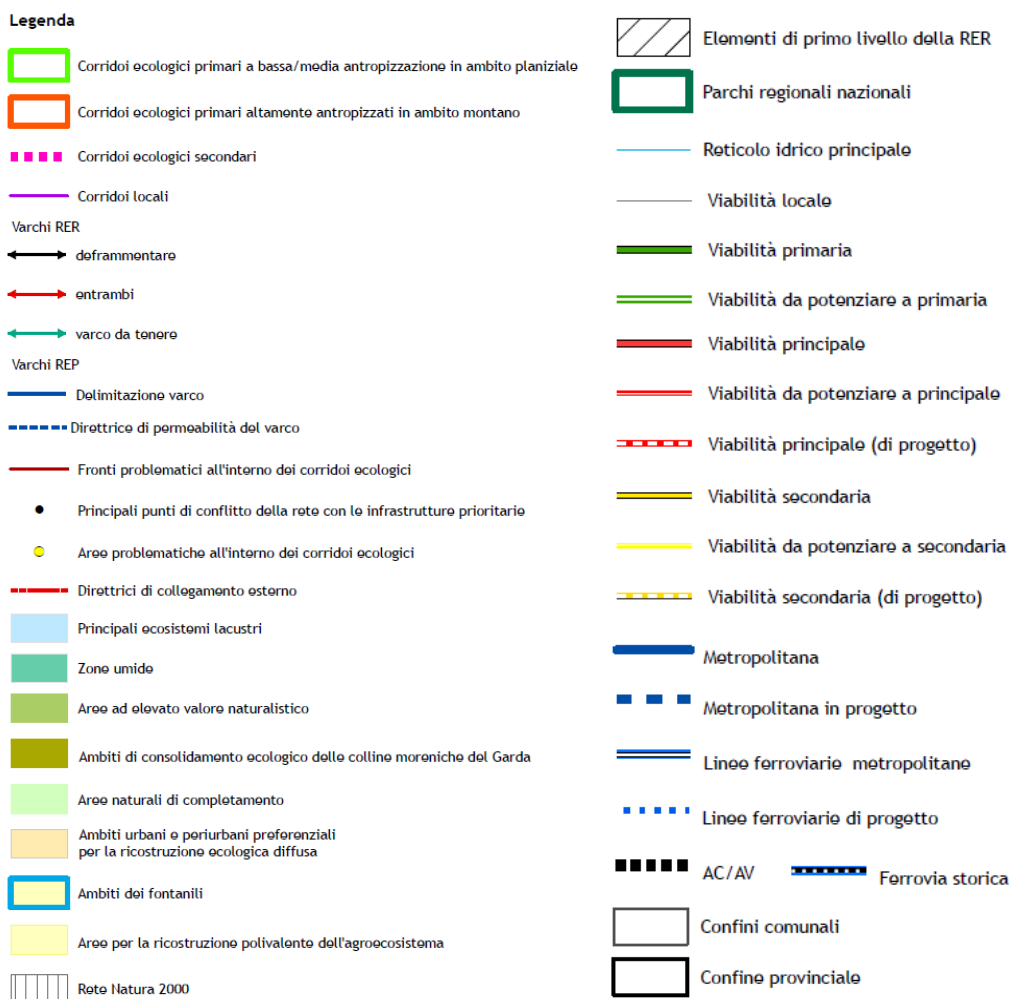 Legenda
Corridoi ecologici primari a bassa/media antropizzazione in ambito planiziale
Corridoi ecologici primari altamente antropizzati in ambito montano
Corridoi ecologici secondari
Corridoi locali
Varchi RER
deframmentare
entrambi
varco da tenere
Varchi REP
Delimitazione varco
Direttrice di permeabilità del varco
Fronti problematici all'interno dei corridoi ecologici
Principali punti di conflitto della rete con le infrastrutture prioritarie
Aree problematiche all'interno dei corridoi ecologici
Direttrici di collegamento esterno
Principali ecosistemi lacustri
Zone umide
Aree ad elevato valore naturalistico
Ambiti di consolidamento ecologico delle colline moreniche del Garda
Aree naturali di completamento
Ambiti urbani e periurbani preferenziali
per la ricostruzione ecologica diffusa
Ambiti dei fontanili
Aree per la ricostruzione polivalente dell'agroecosistema
Rete Natura 2000
Elementi di primo livello della RER
Parchi regionali nazionali
Reticolo idrico principale
Viabilità locale
Viabilità primaria
Viabilità da potenziare a primaria
Viabilità principale
Viabilità da potenziare a principale
Viabilità principale (di progetto)
Viabilità secondaria
Viabilità da potenziare a secondaria
Viabilità secondaria (di progetto)
Metropolitana
Metropolitana in progetto
Linee ferroviarie metropolitane
Linee ferroviarie di progetto
AC/AV
Ferrovia storica
Confini comunali
Confine provinciale